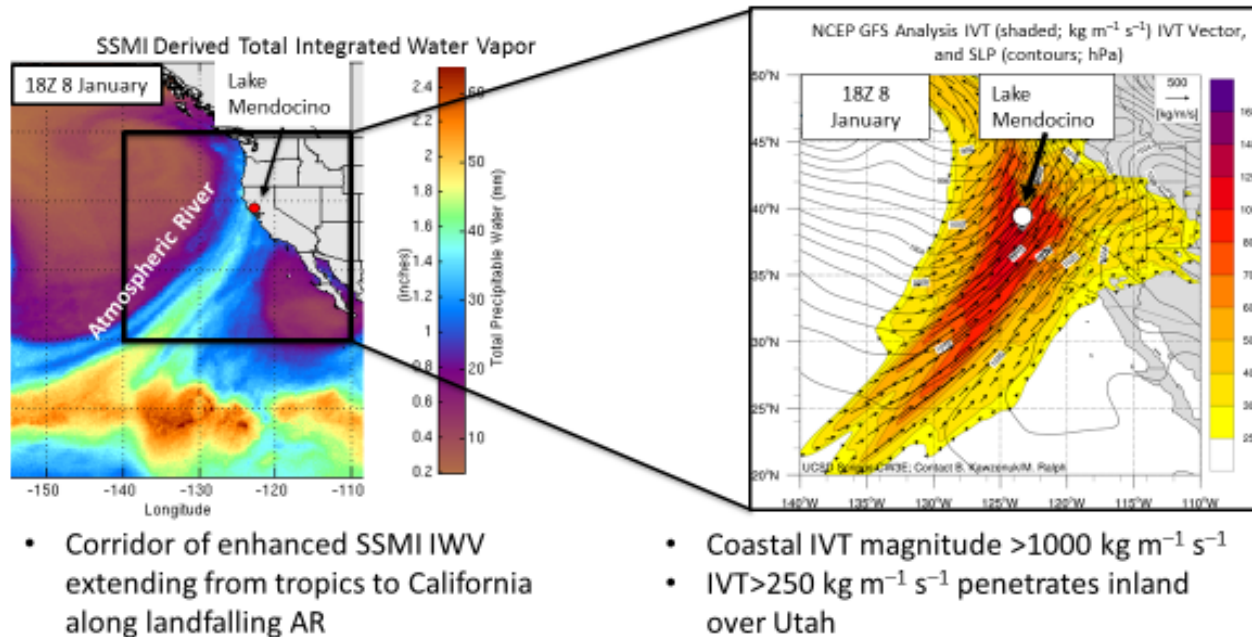 SSMI Derived Total Integrated Water Vapor
18Z 8 January
Lake
Mendocino
Atmospheric River
2.4
2.2
2
1.8
1.6
1.4
1.2
1
0.8
0.6
0.4
0.2
(inches)
50
40
30
20
10
Total Precipitable Water (mm)
-150
-140
-130
-120
-110
Longitude
NCEP GFS Analysis IVT (shaded; kg m⁻¹ s⁻¹) IVT Vector,
and SLP (contours; hPa)
18Z 8
January
Lake
Mendocino
500
[kg/m/s]
50°N
45°N
40°N
35°N
30°N
25°N
20°N
140°W
130°W
125°W
120°W
115°W
110°W
Contact B. Kawzenuk/M. Ralph
• Corridor of enhanced SSMI IWV
extending from tropics to California
along landfalling AR
• Coastal IVT magnitude >1000 kg m⁻¹ s⁻¹
• IVT>250 kg m⁻¹ s⁻¹ penetrates inland
over Utah